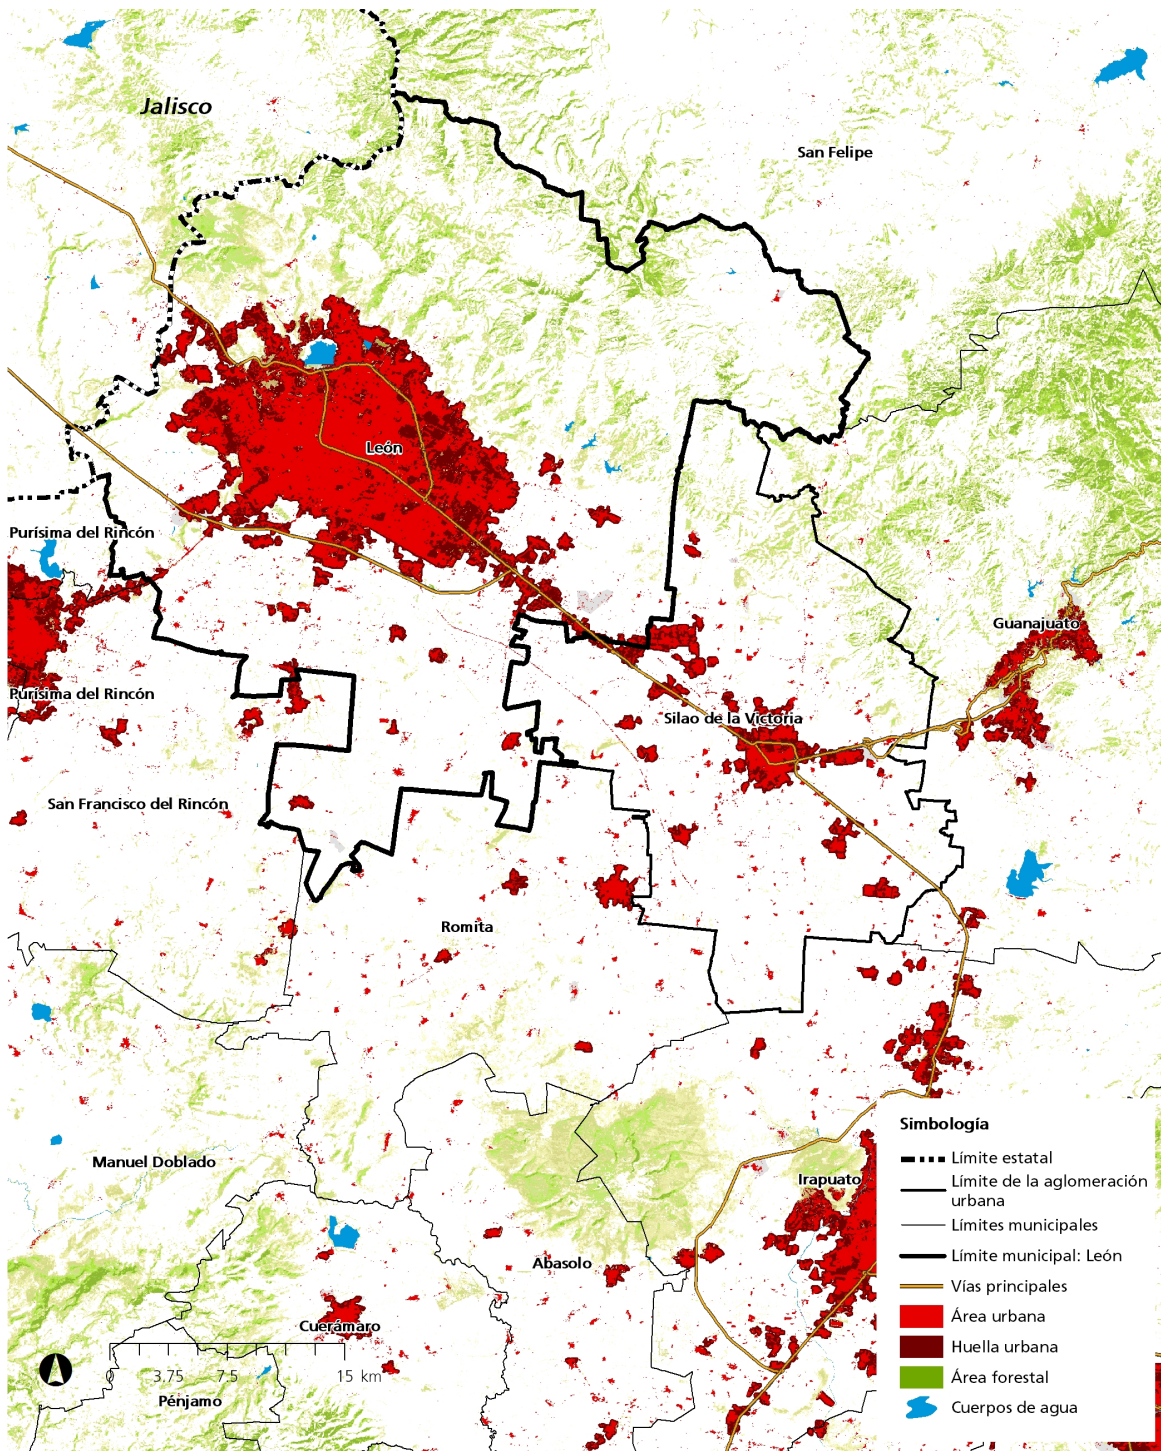 Jalisco
San Felipe
León
Purísima del Rincón
Guanajuato
Purísima del Rincón
Silao de la Victoria
San Francisco del Rincón
Romita
Manuel Doblado
Irapuato
Abasolo
Cuerámaro
Pénjamo
0 3.75 7.5 15 km
Simbología
Límite estatal
Límite de la aglomeración
urbana
Límites municipales
Límite municipal: León
Vías principales
Área urbana
Huella urbana
Área forestal
Cuerpos de agua